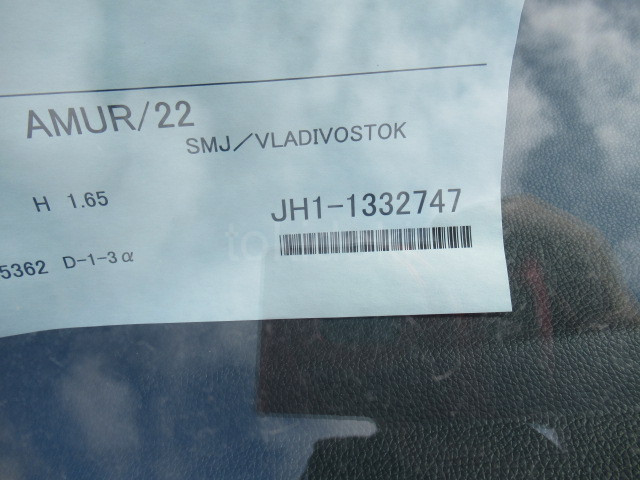 AMUR/22
SMJ/VLADIVOSTOK
H 1.65
JH1-1332747
5362 D-1-3α